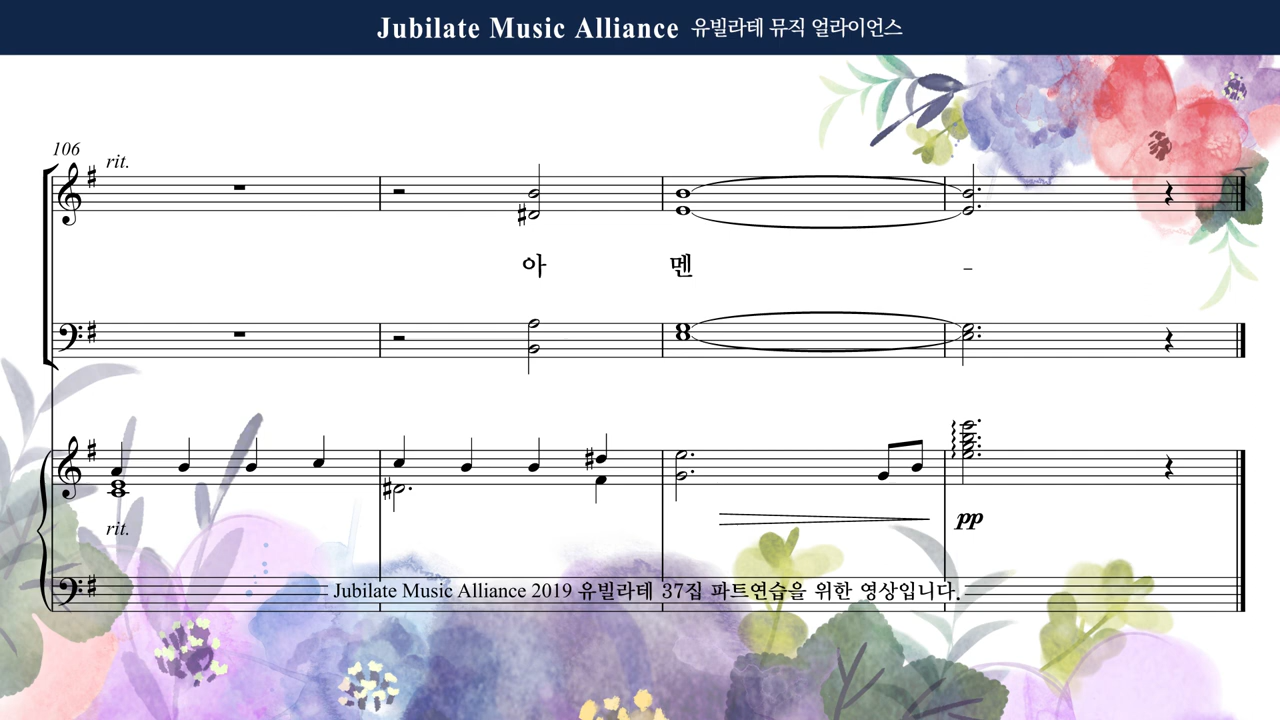 Jubilate Music Alliance 유빌라테 뮤직 얼라이언스
106
rit.
아 멘 -
rit.
pp
Jubilate Music Alliance 2019 유빌라테 37집 파트연습을 위한 영상입니다.